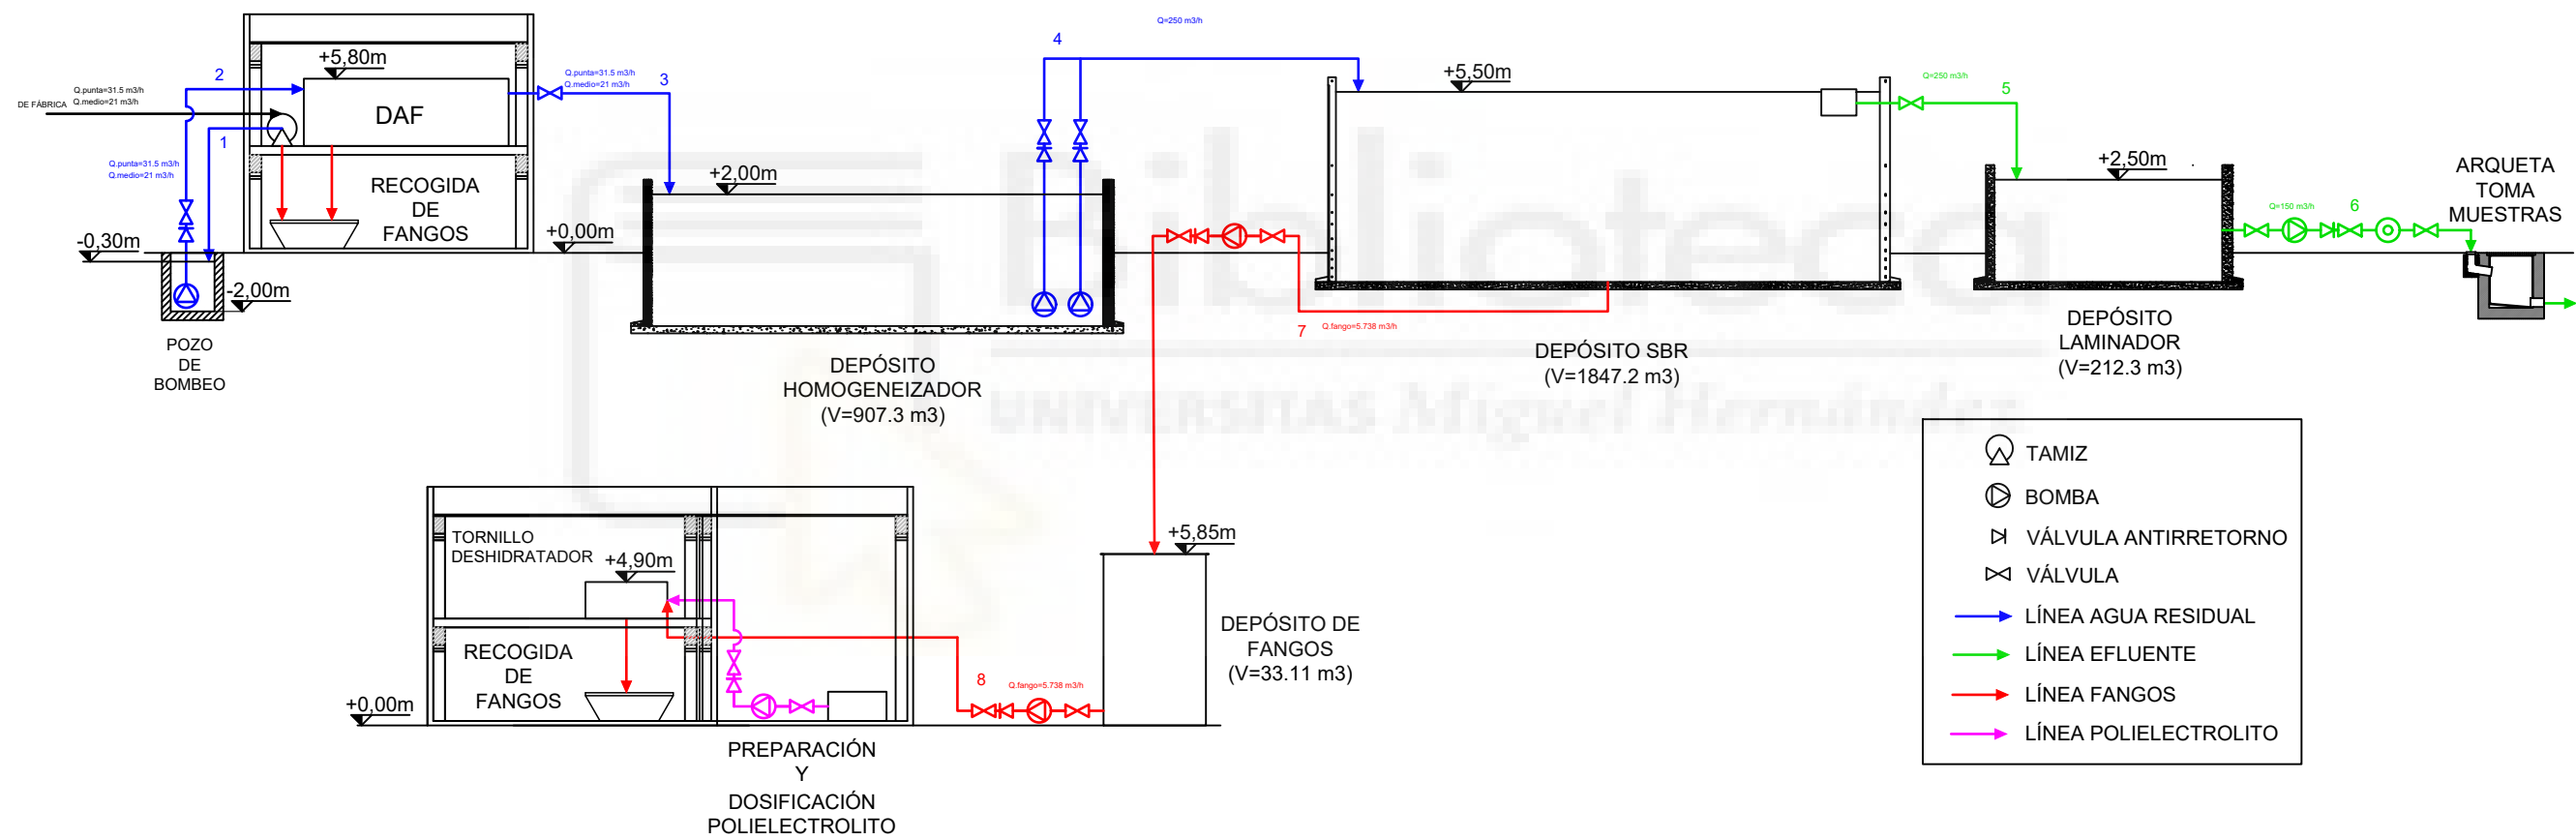 Q=250 m3/h
4
+5,80m
2
Q.punta=31.5 m3/h
Q.medio=21 m3/h
3
DE FÁBRICA
Q.punta=31.5 m3/h
Q.medio=21 m3/h
DAF
1
Q.punta=31.5 m3/h
Q.medio=21 m3/h
RECOGIDA
DE
FANGOS
-0,30m
-2,00m
+0,00m
POZO
DE
BOMBEO
+2,00m
DEPÓSITO
HOMOGENEIZADOR
(V=907.3 m3)
+5,50m
Q=250 m3/h
5
7
Q.fango=5.738 m3/h
DEPÓSITO SBR
(V=1847.2 m3)
+2,50m
DEPÓSITO
LAMINADOR
(V=212.3 m3)
Q=150 m3/h
6
ARQUETA
TOMA
MUESTRAS
Biblioteca
UNIVERSITAS Miguel Hernández
TORNILLO
DESHIDRATADOR
+4,90m
RECOGIDA
DE
FANGOS
+0,00m
PREPARACIÓN
Y
DOSIFICACIÓN
POLIELECTROLITO
8
Q.fango=5.738 m3/h
+5,85m
DEPÓSITO DE
FANGOS
(V=33.11 m3)
TAMIZ
BOMBA
VÁLVULA ANTIRRETORNO
VÁLVULA
LÍNEA AGUA RESIDUAL
LÍNEA EFLUENTE
LÍNEA FANGOS
LÍNEA POLIELECTROLITO